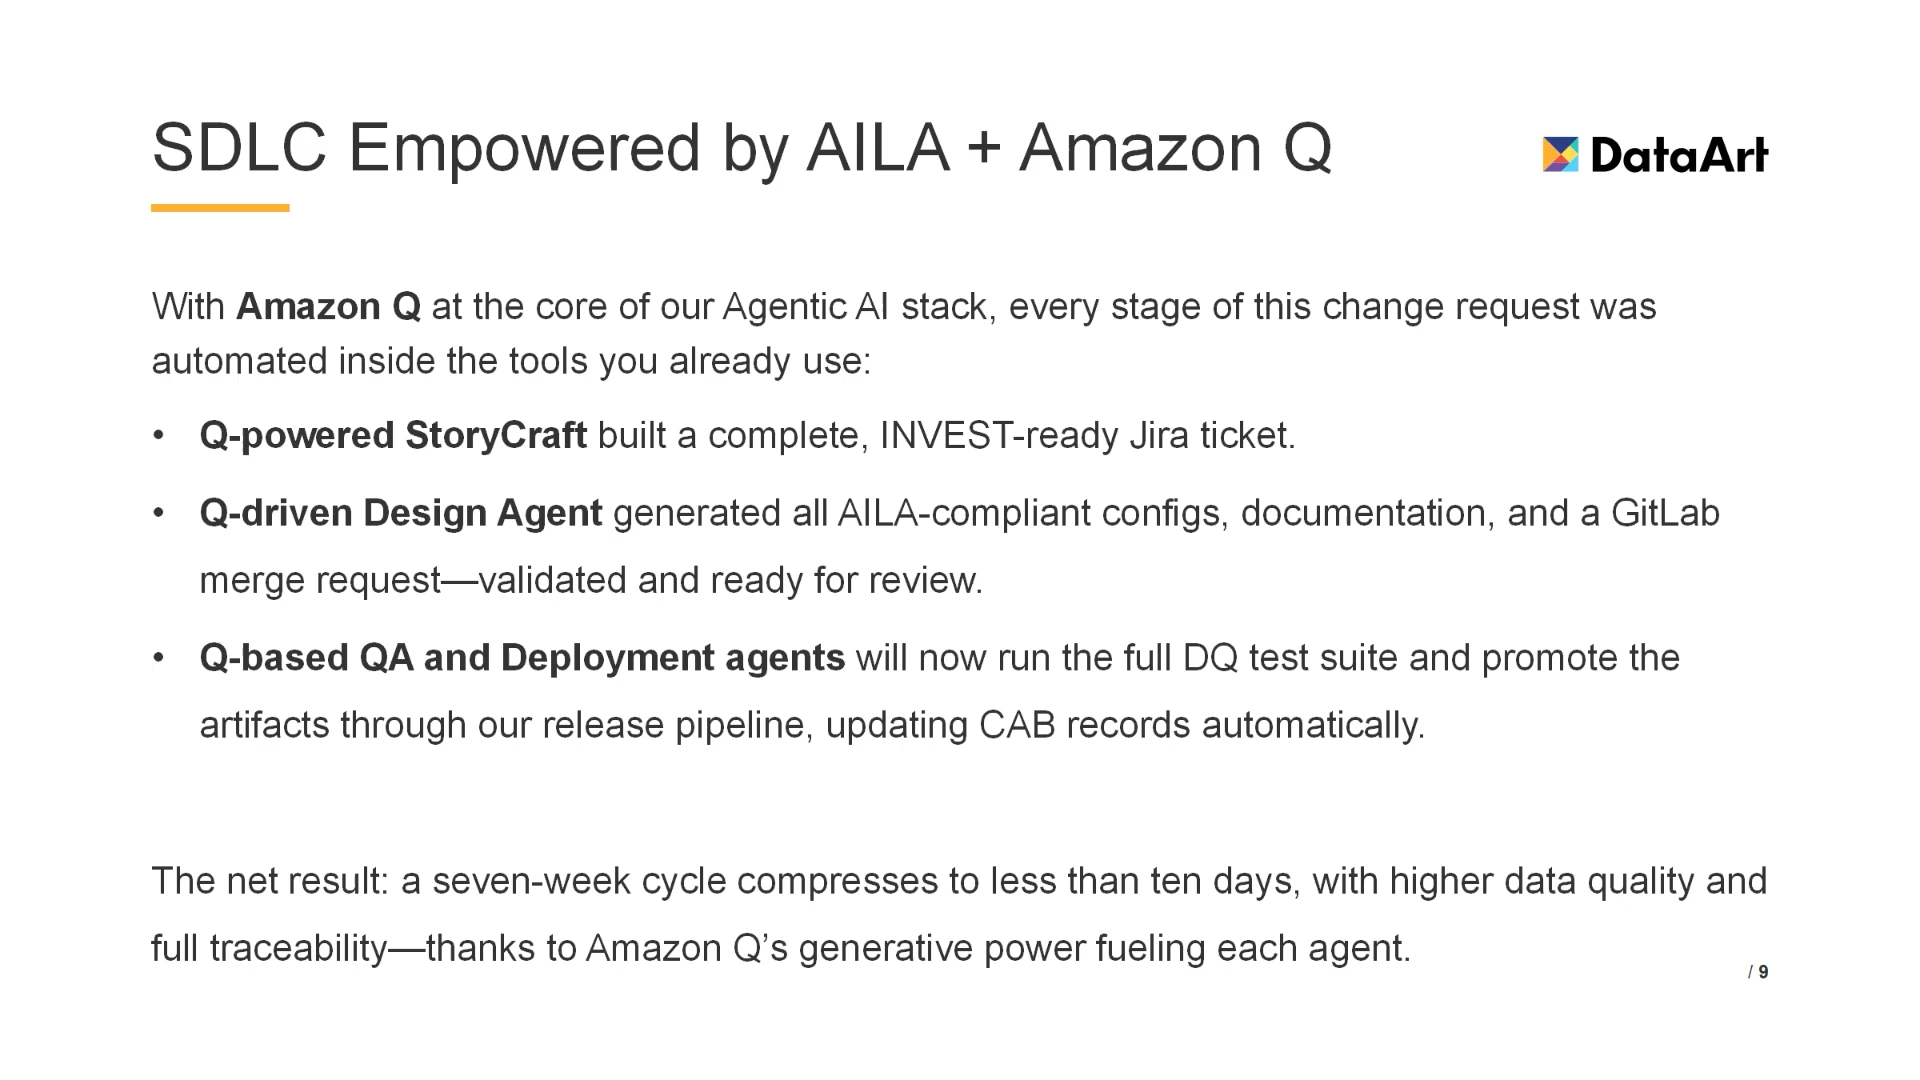 SDLC Empowered by AILA + Amazon Q
DataArt
With Amazon Q at the core of our Agentic AI stack, every stage of this change request was
automated inside the tools you already use:
• Q-powered StoryCraft built a complete, INVEST-ready Jira ticket.
• Q-driven Design Agent generated all AILA-compliant configs, documentation, and a GitLab
merge request—validated and ready for review.
• Q-based QA and Deployment agents will now run the full DQ test suite and promote the
artifacts through our release pipeline, updating CAB records automatically.
The net result: a seven-week cycle compresses to less than ten days, with higher data quality and
full traceability—thanks to Amazon Q’s generative power fueling each agent.
/ 9